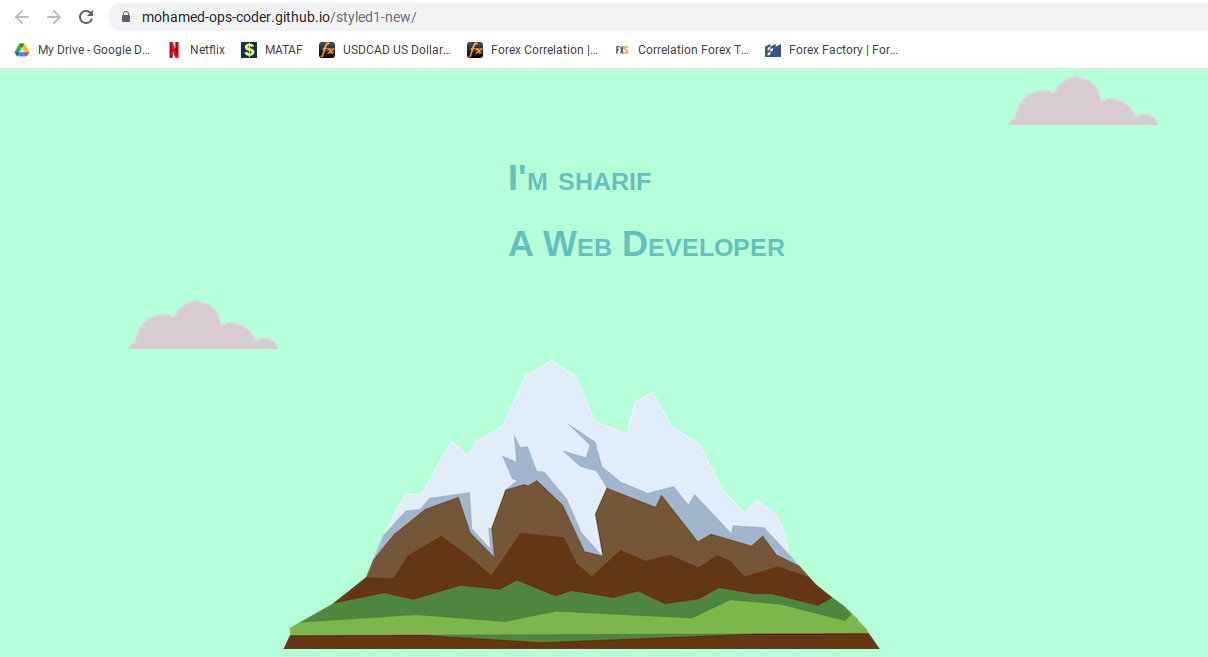 mohamed-ops-coder.github.io/styled1-new/
My Drive - Google D... Netflix MATAF USDCAD US Dollar... Forex Correlation |... FXS Correlation Forex T... Forex Factory | For...
I'm sharif
A Web Developer